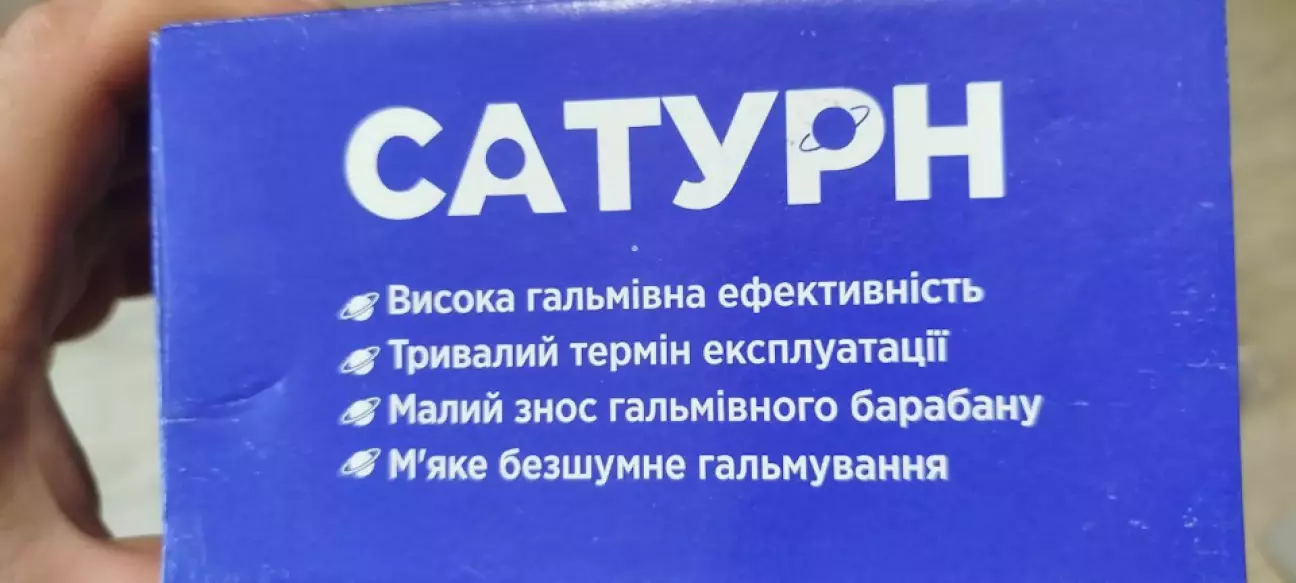 САТУРН
Висока гальмівна ефективність
Тривалий термін експлуатації
Малий знос гальмівного барабану
М'яке безшумне гальмування